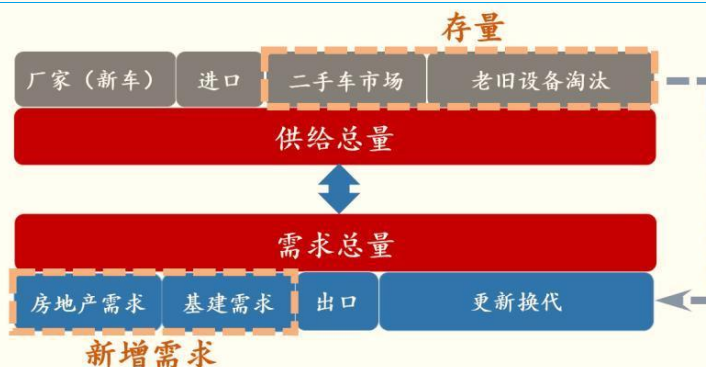 存量
厂家（新车） 进口 二手车市场 老旧设备淘汰
供给总量
需求总量
房地产需求 基建需求 出口 更新换代
新增需求